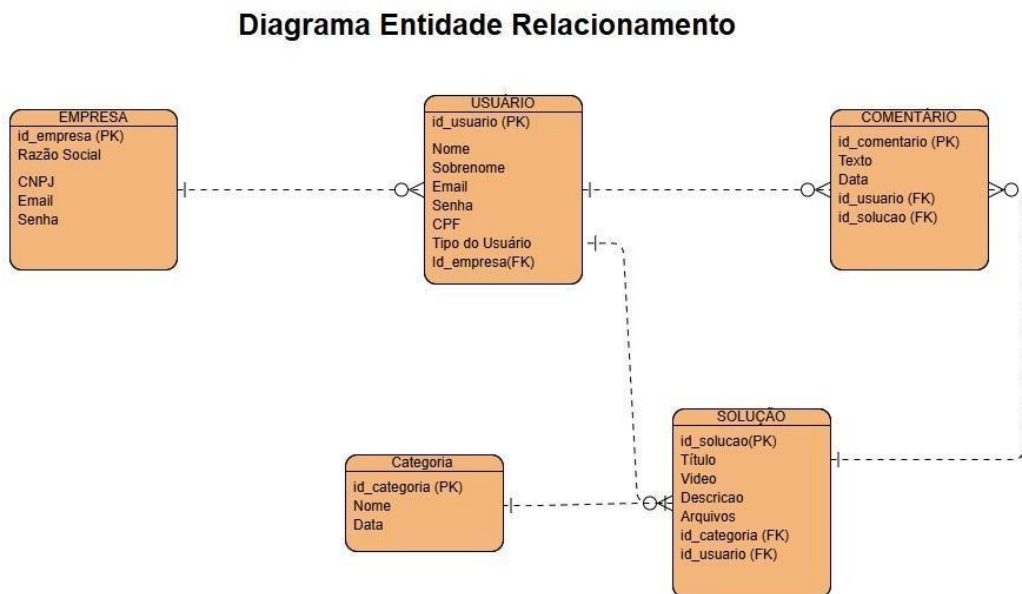 Diagrama Entidade Relacionamento
EMPRESA
id_empresa (PK)
Razão Social
CNPJ
Email
Senha
USUÁRIO
id_usuario (PK)
Nome
Sobrenome
Email
Senha
CPF
Tipo do Usuário
Id_empresa(FK)
COMENTÁRIO
id_comentario (PK)
Texto
Data
id_usuario (FK)
id_solucao (FK)
Categoria
id_categoria (PK)
Nome
Data
SOLUÇÃO
id_solucao(PK)
Título
Video
Descricao
Arquivos
id_categoria (FK)
id_usuario (FK)